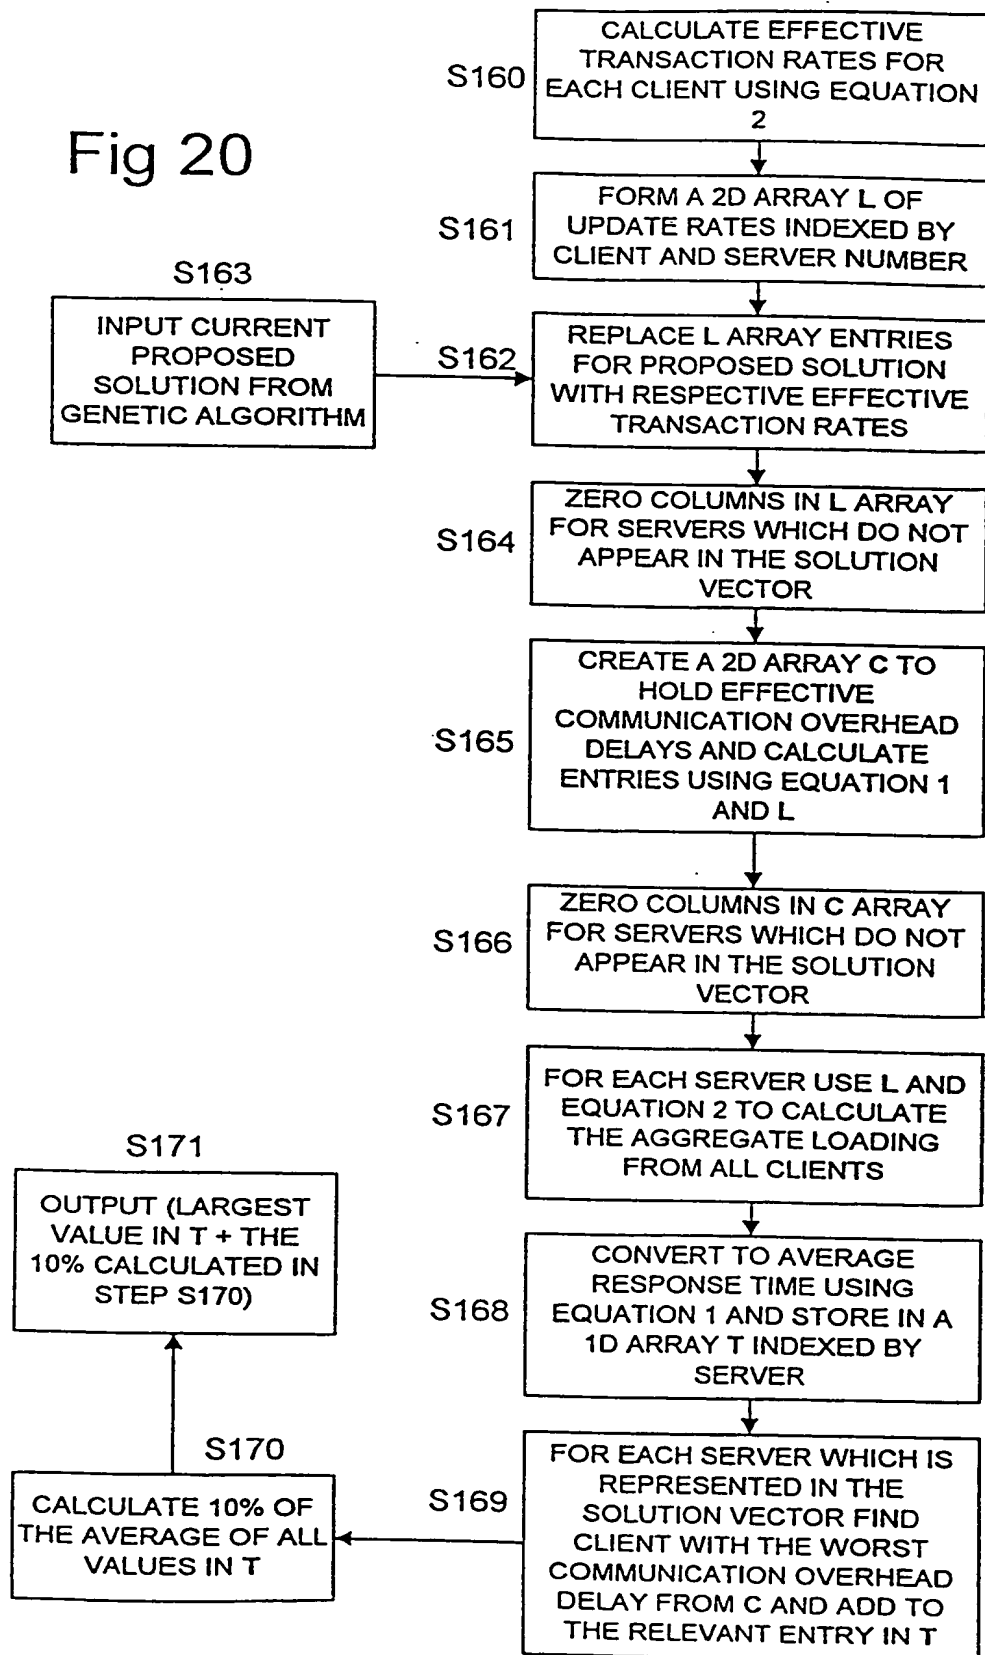 Fig 20
S160
CALCULATE EFFECTIVE
TRANSACTION RATES FOR
EACH CLIENT USING EQUATION
2
S161
FORM A 2D ARRAY L OF
UPDATE RATES INDEXED BY
CLIENT AND SERVER NUMBER
S163
INPUT CURRENT
PROPOSED
SOLUTION FROM
GENETIC ALGORITHM
S162
REPLACE L ARRAY ENTRIES
FOR PROPOSED SOLUTION
WITH RESPECTIVE EFFECTIVE
TRANSACTION RATES
S164
ZERO COLUMNS IN L ARRAY
FOR SERVERS WHICH DO NOT
APPEAR IN THE SOLUTION
VECTOR
S165
CREATE A 2D ARRAY C TO
HOLD EFFECTIVE
COMMUNICATION OVERHEAD
DELAYS AND CALCULATE
ENTRIES USING EQUATION 1
AND L
S166
ZERO COLUMNS IN C ARRAY
FOR SERVERS WHICH DO NOT
APPEAR IN THE SOLUTION
VECTOR
S167
FOR EACH SERVER USE L AND
EQUATION 2 TO CALCULATE
THE AGGREGATE LOADING
FROM ALL CLIENTS
S168
CONVERT TO AVERAGE
RESPONSE TIME USING
EQUATION 1 AND STORE IN A
1D ARRAY T INDEXED BY
SERVER
S169
FOR EACH SERVER WHICH IS
REPRESENTED IN THE
SOLUTION VECTOR FIND
CLIENT WITH THE WORST
COMMUNICATION OVERHEAD
DELAY FROM C AND ADD TO
THE RELEVANT ENTRY IN T
S170
CALCULATE 10% OF
THE AVERAGE OF ALL
VALUES IN T
S171
OUTPUT (LARGEST
VALUE IN T + THE
10% CALCULATED IN
STEP S170)